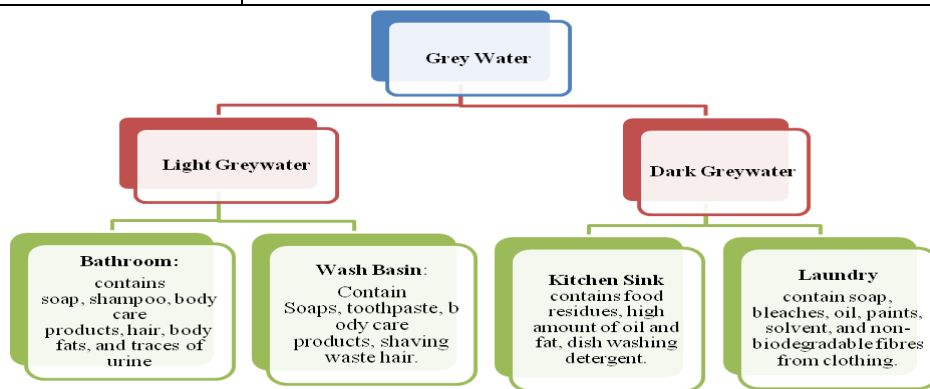 Grey Water
Light Greywater
Dark Greywater
Bathroom:
contains
soap, shampoo, body
care
products, hair, body
fats, and traces of
urine
Wash Basin:
Contain
Soaps, toothpaste, b
ody care
products, shaving
waste hair.
Kitchen Sink
contains food
residues, high
amount of oil and
fat, dish washing
detergent.
Laundry
contain soap,
bleaches, oil, paints,
solvent, and non-
biodegradable fibres
from clothing.